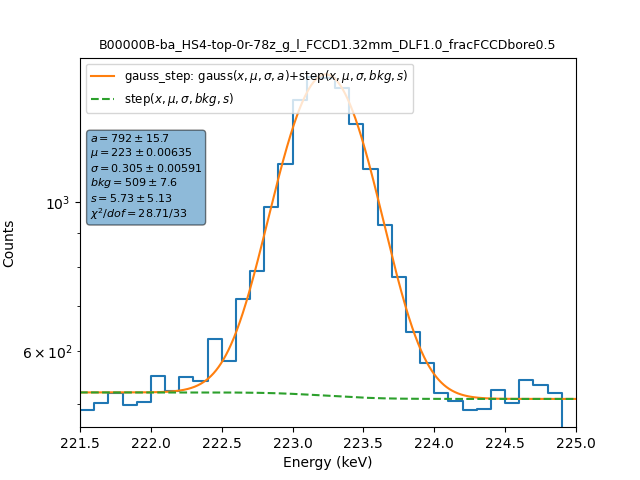 B00000B-ba_HS4-top-0r-78z_g_l_FCCD1.32mm_DLF1.0_fracFCCDbore0.5
gauss_step: gauss(x, μ, σ, a)+step(x, μ, σ, bkg, s)
step(x, μ, σ, bkg, s)
a = 792 ± 15.7
μ = 223 ± 0.00635
σ = 0.305 ± 0.00591
bkg = 509 ± 7.6
s = 5.73 ± 5.13
χ²/dof = 28.71/33
10³
6 × 10²
Counts
221.5 222.0 222.5 223.0 223.5 224.0 224.5 225.0
Energy (keV)